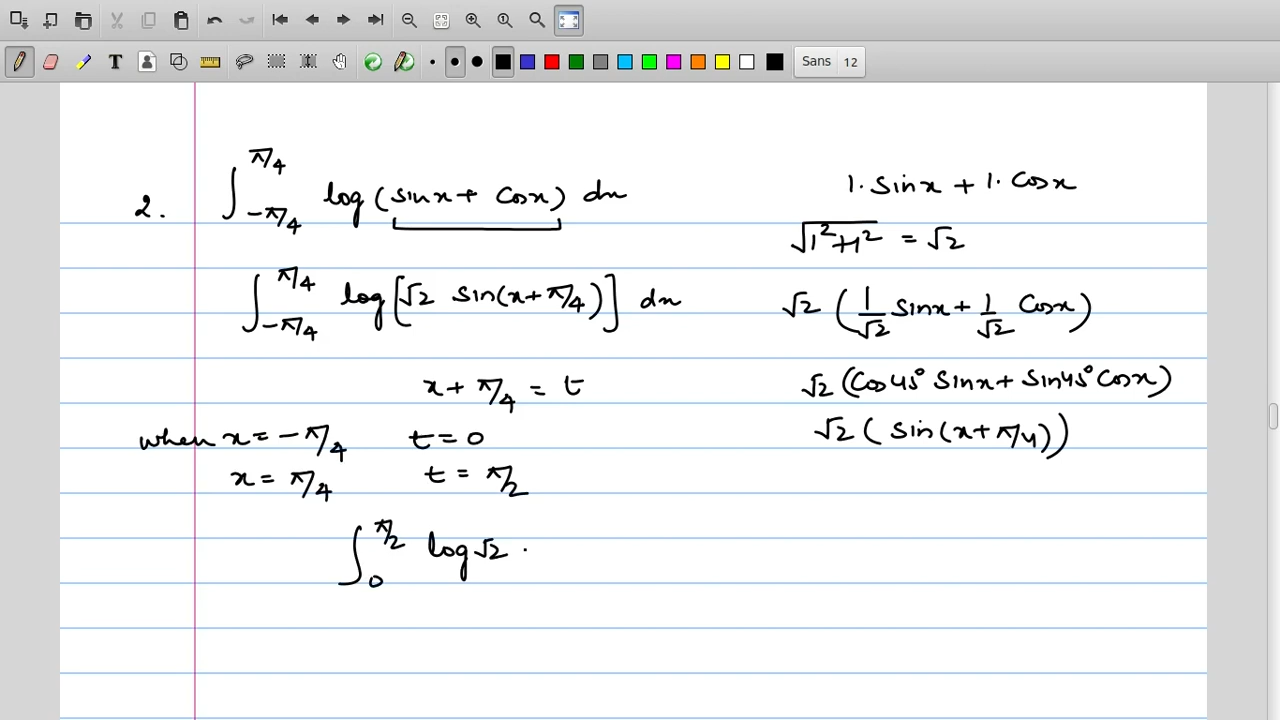 Sans 12
2. ∫_{-π/4}^{π/4} log (sinx + cosx) dx
∫_{-π/4}^{π/4} log [√2 sin(x+π/4)] dx
x + π/4 = t
when x = -π/4 t = 0
x = π/4 t = π/2
∫_0^{π/2} log √2 ·
1. sinx + 1. cosx
√1²+1² = √2
√2 (1/√2 sinx + 1/√2 cosx)
√2 (cos45° sinx + sin45° cosx)
√2 (sin(x+π/4))